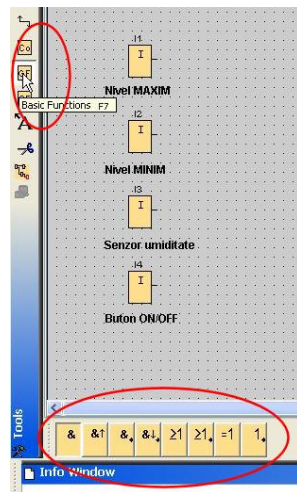 Co
GF
Basic Functions F7
A
I1
I
Nivel MAXIM
I2
I
Nivel MINIM
I3
I
Senzor umiditate
I4
I
Buton ON/OFF
Tools
& &↑ & &↓ ≥1 ≥1 =1 1
Info Window